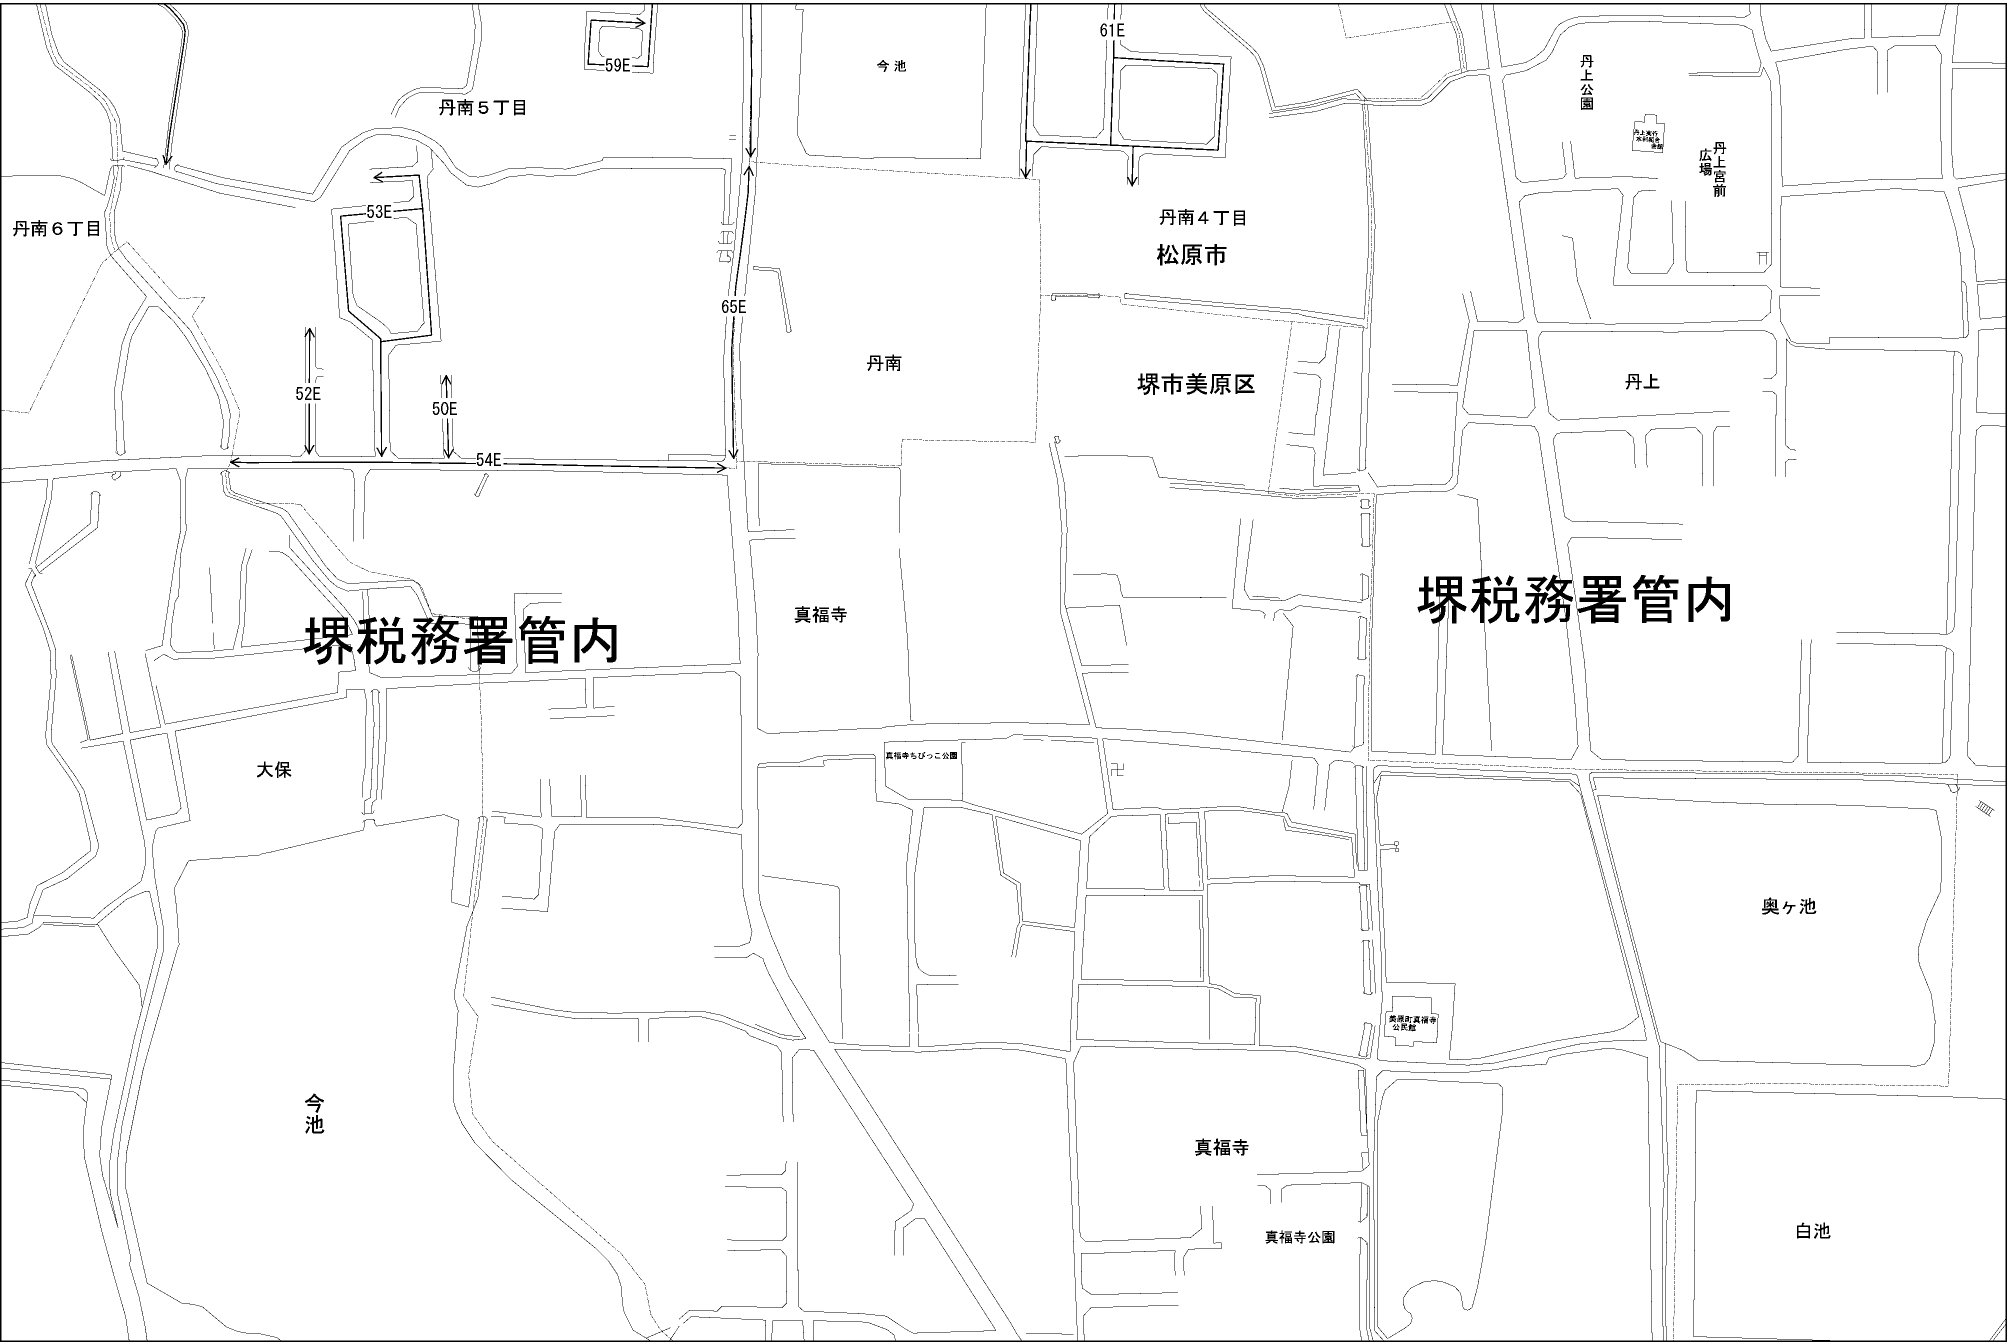 61E
59E
今池
丹南５丁目
丹上公園
丹上宮前
広場
53E
丹南６丁目
丹南４丁目
松原市
65E
丹南
堺市美原区
丹上
52E
50E
54E
堺税務署管内
堺税務署管内
真福寺
大保
真福寺ちびっこ公園
奥ヶ池
美原町真福寺
公民館
今池
真福寺
真福寺公園
白池